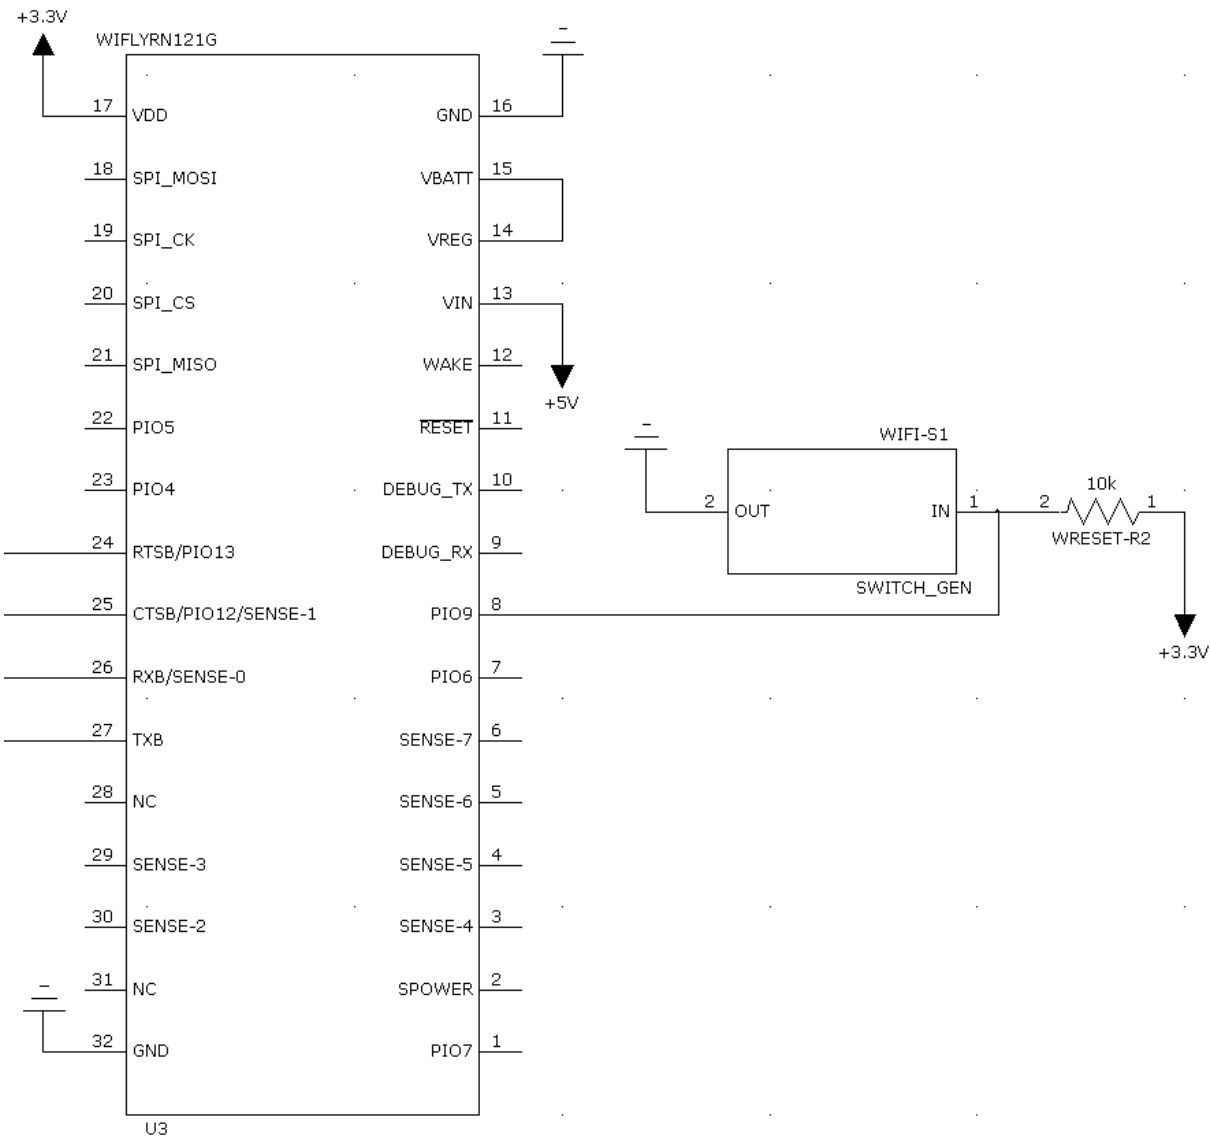 +3.3V
WIFLYRN121G
17 VDD GND 16
18 SPI_MOSI VBATT 15
19 SPI_CK VREG 14
20 SPI_CS VIN 13
21 SPI_MISO WAKE 12
+5V
22 PIO5 RESET 11
WIFI-S1
23 PIO4 DEBUG_TX 10
10k
2 OUT IN 1 2 1
WRESET-R2
24 RTSB/PIO13 DEBUG_RX 9
SWITCH_GEN
25 CTSB/PIO12/SENSE-1 PIO9 8
+3.3V
26 RXB/SENSE-0 PIO6 7
27 TXB SENSE-7 6
28 NC SENSE-6 5
29 SENSE-3 SENSE-5 4
30 SENSE-2 SENSE-4 3
31 NC SPOWER 2
32 GND PIO7 1
U3